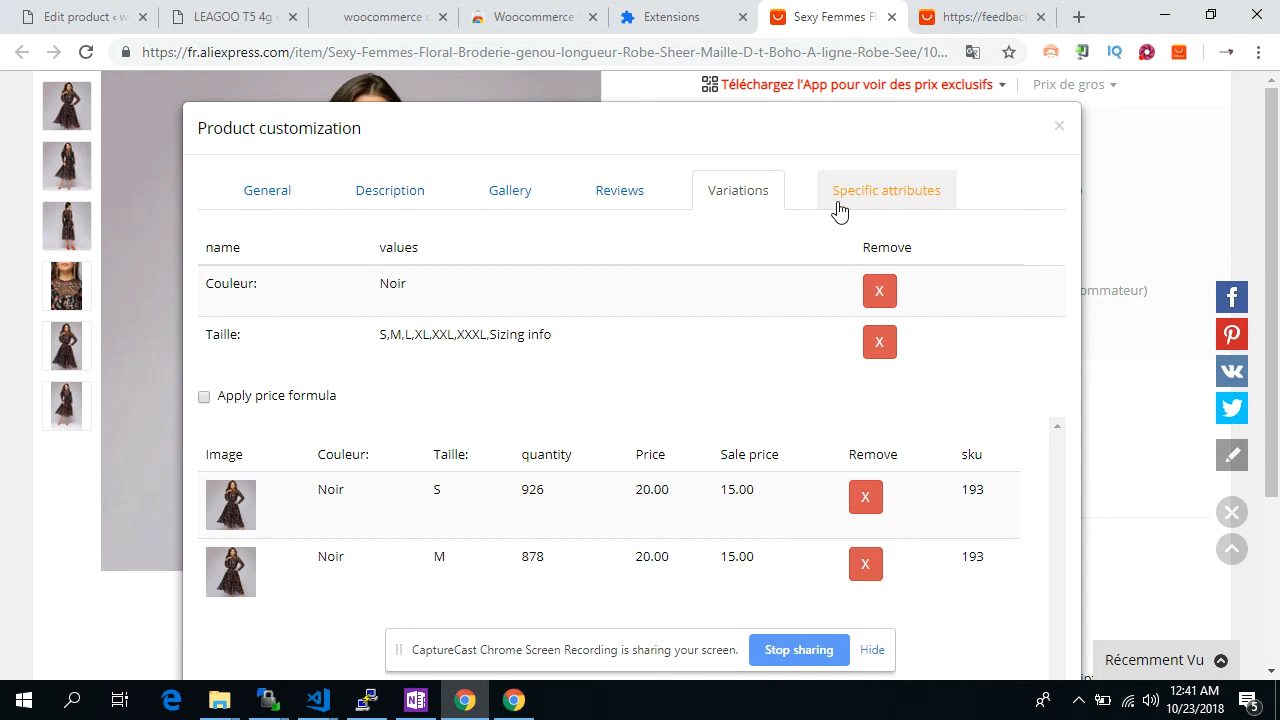 Edit product ‹ w
LEAGOO T5 4g v
woocommerce c
Woocommerce
Extensions
Sexy Femmes Fl
https://feedbac
https://fr.aliexpress.com/item/Sexy-Femmes-Floral-Broderie-genou-longueur-Robe-Sheer-Maille-D-t-Boho-A-ligne-Robe-See/10...
IQ
Téléchargez l'App pour voir des prix exclusifs
Prix de gros
Product customization
×
General
Description
Gallery
Reviews
Variations
Specific attributes
name values Remove
Couleur: Noir X
ommateur)
Taille: S,M,L,XL,XXL,XXXL,Sizing info X
Apply price formula
Image Couleur: Taille: quantity Price Sale price Remove sku
Noir S 926 20.00 15.00 X 193
Noir M 878 20.00 15.00 X 193
CaptureCast Chrome Screen Recording is sharing your screen.
Stop sharing
Hide
Récemment Vu
12:41 AM
10/23/2018
5